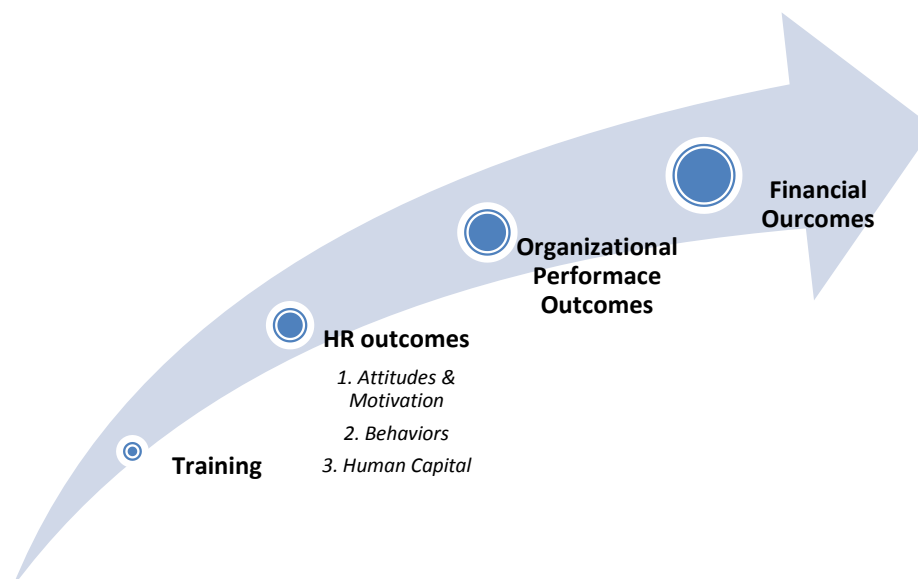 Training
HR outcomes
1. Attitudes &
Motivation
2. Behaviors
3. Human Capital
Organizational
Performace
Outcomes
Financial
Ourcomes